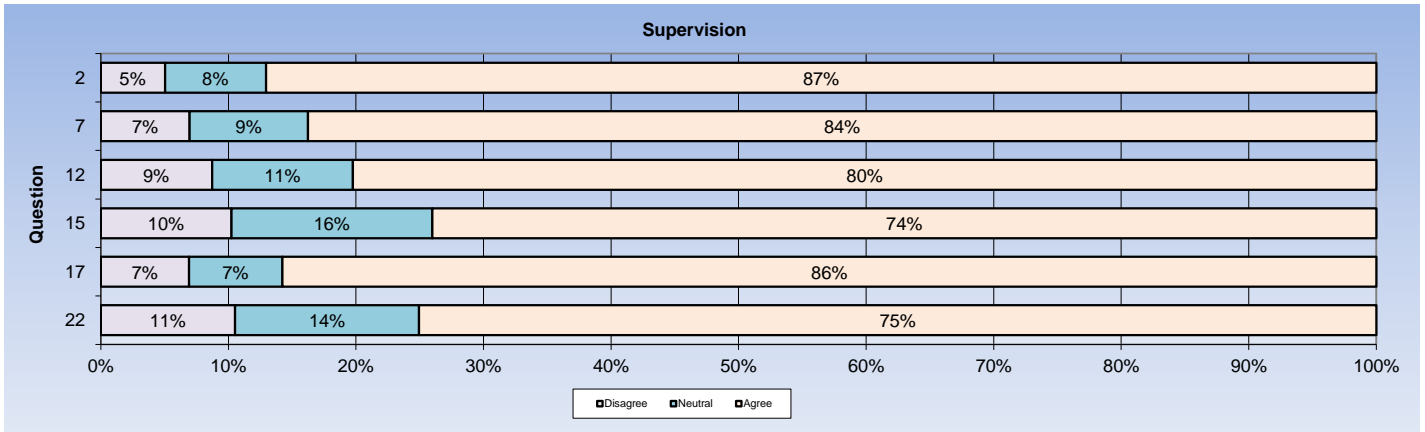 Supervision
Question
2 5% 8% 87%
7 7% 9% 84%
12 9% 11% 80%
15 10% 16% 74%
17 7% 7% 86%
22 11% 14% 75%
0% 10% 20% 30% 40% 50% 60% 70% 80% 90% 100%
Disagree Neutral Agree